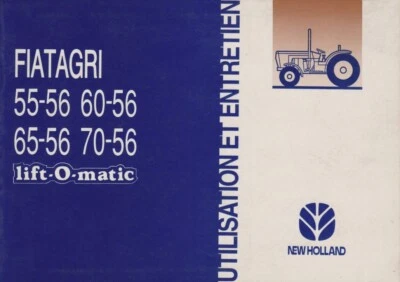 FIATAGRI
55-56 60-56
65-56 70-56
lift-O-matic
UTILISATION ET ENTRETIEN
NEW HOLLAND